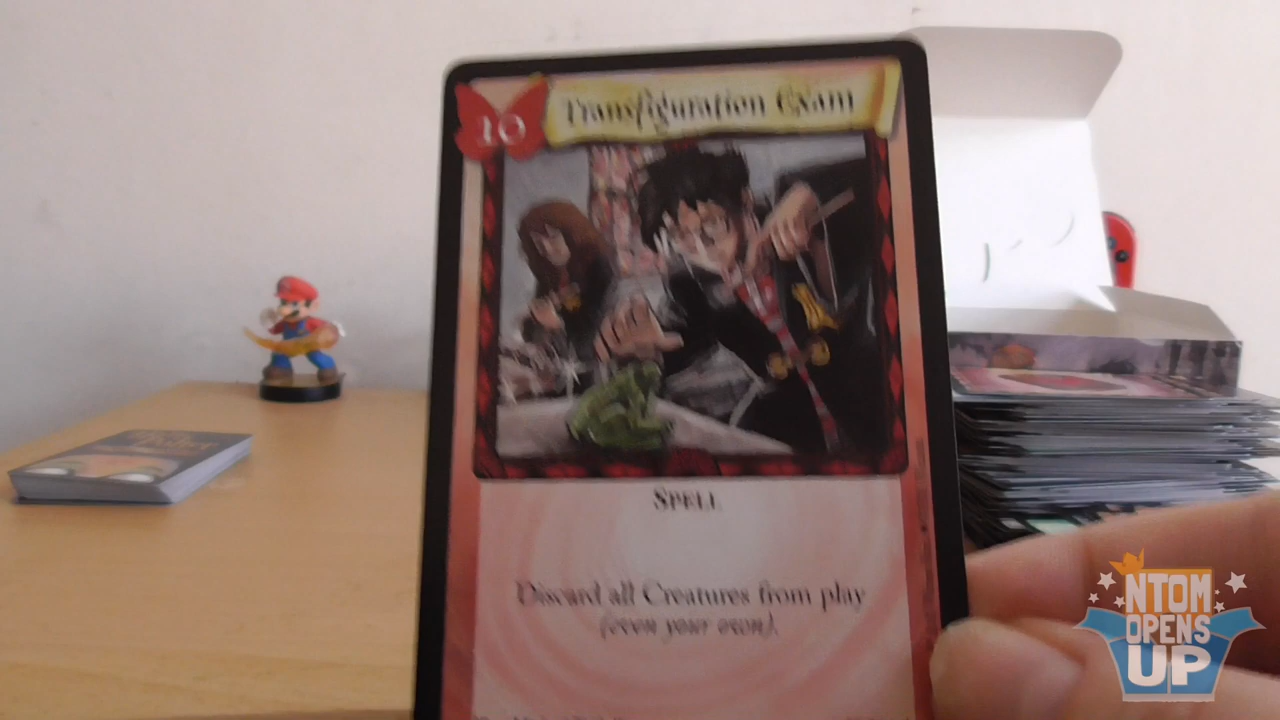 10
Transfiguration Exam
Spell
Discard all Creatures from play
(even your own).
NTOM
OPENS
UP